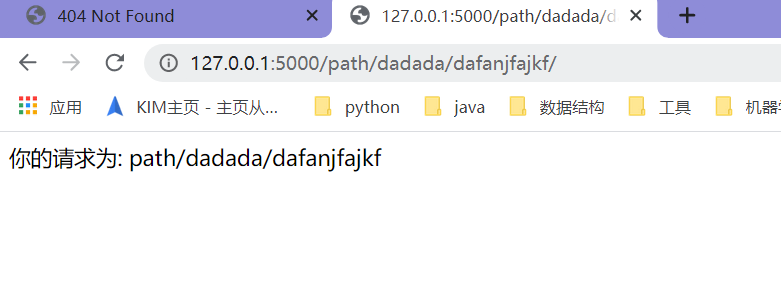 404 Not Found
127.0.0.1:5000/path/dadada/d
127.0.0.1:5000/path/dadada/dafanjfajkf/
应用 KIM主页 - 主页从... python java 数据结构 工具 机器学
你的请求为: path/dadada/dafanjfajkf